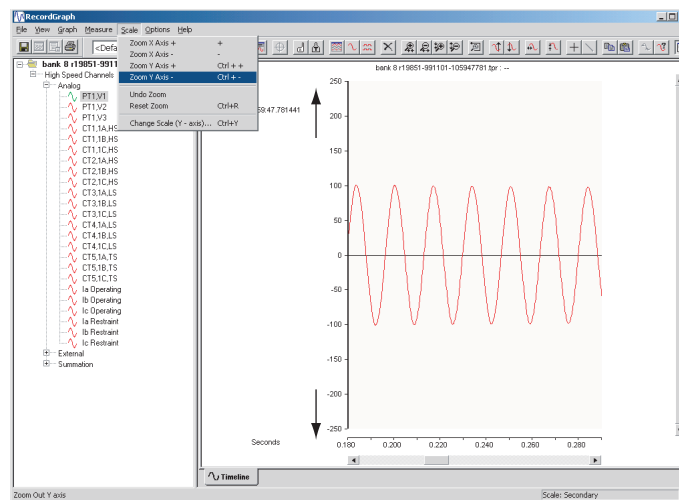 RecordGraph
File View Graph Measure Scale Options Help
<Defa
Zoom X Axis + +
Zoom X Axis - -
Zoom Y Axis + Ctrl + +
Zoom Y Axis - Ctrl + -
Undo Zoom
Reset Zoom Ctrl+R
Change Scale (Y - axis)... Ctrl+Y
bank 8 r19851-9911
High Speed Channels
Analog
PT1,V1
PT1,V2
PT1,V3
CT1,1A,HS
CT1,1B,HS
CT1,1C,HS
CT2,1A,HS
CT2,1B,HS
CT2,1C,HS
CT3,1A,LS
CT3,1B,LS
CT3,1C,LS
CT4,1A,LS
CT4,1B,LS
CT4,1C,LS
CT5,1A,TS
CT5,1B,TS
CT5,1C,TS
Ia Operating
Ib Operating
Ic Operating
Ia Restraint
Ib Restraint
Ic Restraint
External
Summation
bank 8 r19851-991101-105947781.tpr : --
59:47.781441
250
200
150
100
50
0
-50
-100
-150
-200
-250
Seconds
0.180 0.200 0.220 0.240 0.260 0.280
Timeline
Zoom Out Y axis
Scale: Secondary